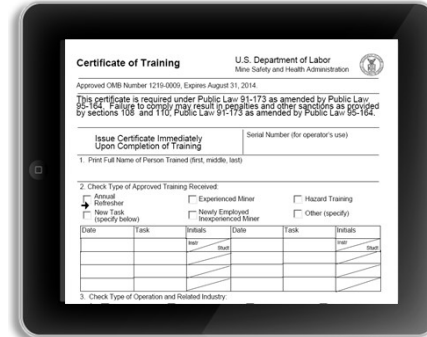 Certificate of Training
U.S. Department of Labor
Mine Safety and Health Administration
Approved OMB Number 1219-0009, Expires August 31, 2014.
This certificate is required under Public Law 91-173 as amended by Public Law
95-164. Failure to comply may result in penalties and other sanctions as provided
by sections 108 and 110, Public Law 91-173 as amended by Public Law 95-164.
Issue Certificate Immediately
Upon Completion of Training
Serial Number (for operator's use)
1. Print Full Name of Person Trained (first, middle, last)
2. Check Type of Approved Training Received:
Annual
Refresher
Experienced Miner
Hazard Training
New Task
(specify below)
Newly Employed
Inexperienced Miner
Other (specify)
Date Task Initials Date Task Initials
Instr Studt Instr Studt
3. Check Type of Operation and Related Industry: